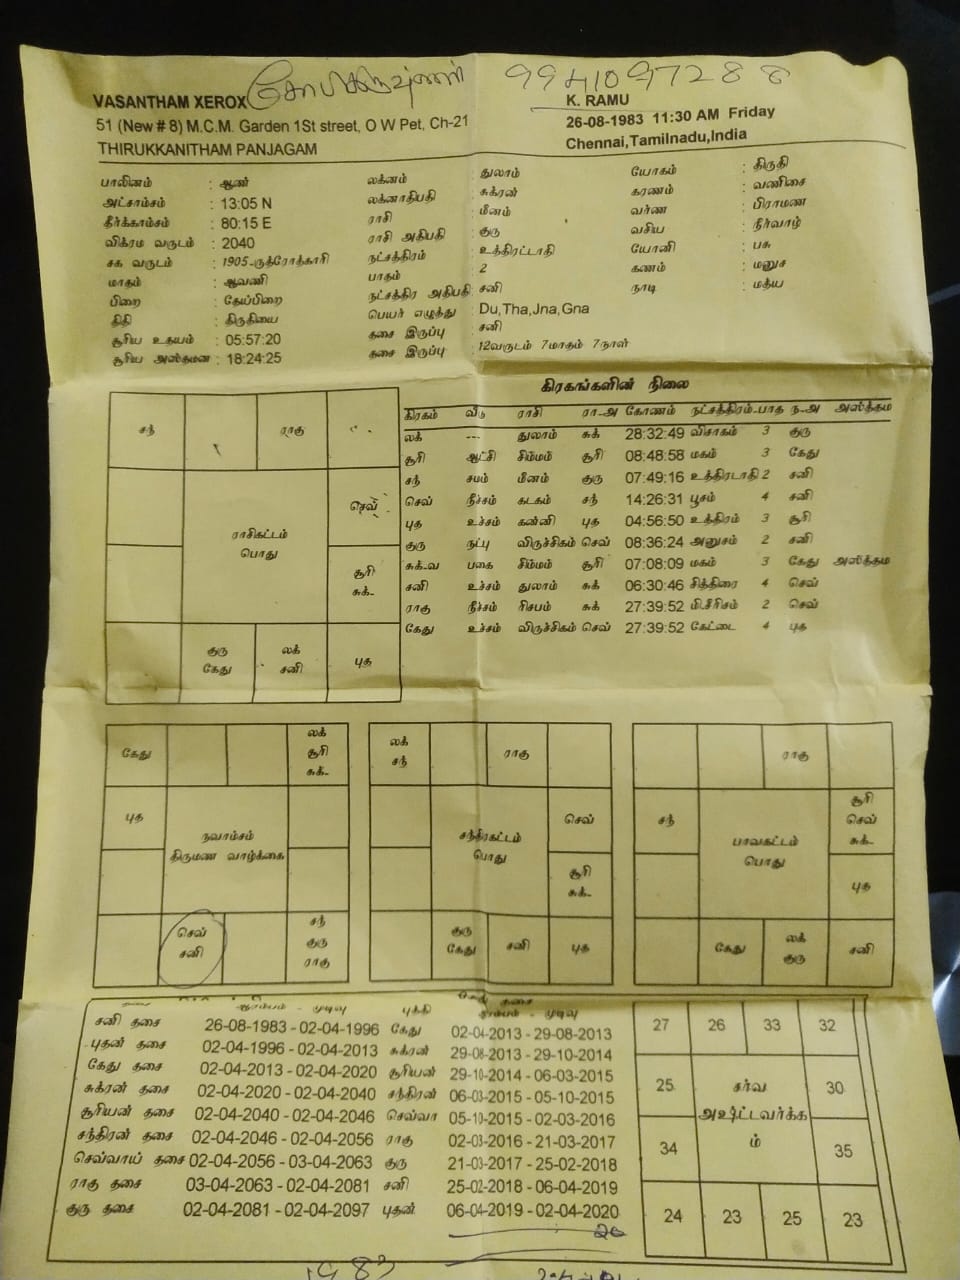 கோபிகருவூணன் 9941097288
VASANTHAM XEROX
K. RAMU
51 (New # 8) M.C.M. Garden 1St street, O W Pet, Ch-21
26-08-1983 11:30 AM Friday
THIRUKKANITHAM PANJAGAM
Chennai,Tamilnadu,India
பாலினம் : ஆண்
அட்சாம்சம் : 13:05 N
தீர்க்காம்சம் : 80:15 E
விக்ரம வருடம் : 2040
சக வருடம் : 1905-ருத்ரோத்காரி
மாதம் : ஆவணி
பிறை : தேய்பிறை
திதி : திருதியை
சூரிய உதயம் : 05:57:20
சூரிய அஸ்தமன : 18:24:25
லக்னம் : துலாம்
லக்னாதிபதி : சுக்ரன்
ராசி : மீனம்
ராசி அதிபதி : குரு
நட்சத்திரம் : உத்திரட்டாதி
பாதம் : 2
நட்சத்திர அதிபதி : சனி
பெயர் எழுத்து : Du,Tha,Jna,Gna
தசை இருப்பு : சனி
தசை இருப்பு : 12வருடம் 7மாதம் 7நாள்
யோகம் : திருதி
கரணம் : வணிசை
வர்ண : பிராமண
வசிய : நீர்வாழ்
யோனி : பசு
கணம் : மனுச
நாடி : மத்ய
சந்
ராகு
செவ்
சூரி
சுக்-
ராசிகட்டம்
பொது
குரு
கேது
லக்
சனி
புத
கிரகங்களின் நிலை
கிரகம் வீடு ராசி ரா-அ கோணம் நட்சத்திரம்-பாத ந-அ அஸ்த்தம
லக் --- துலாம் சுக் 28:32:49 விசாகம் 3 குரு
சூரி ஆட்சி சிம்மம் சூரி 08:48:58 மகம் 3 கேது
சந் சமம் மீனம் குரு 07:49:16 உத்திரடாதி 2 சனி
செவ் நீச்சம் கடகம் சந் 14:26:31 பூசம் 4 சனி
புத உச்சம் கன்னி புத 04:56:50 உத்திரம் 3 சூரி
குரு நட்பு விருச்சிகம் செவ் 08:36:24 அனுசம் 2 சனி
சுக்-வ பகை சிம்மம் சூரி 07:08:09 மகம் 3 கேது அஸ்த்தம
சனி உச்சம் துலாம் சுக் 06:30:46 சித்திரை 4 செவ்
ராகு நீச்சம் ரிசபம் சுக் 27:39:52 மி.சீரிசம் 2 செவ்
கேது உச்சம் விருச்சிகம் செவ் 27:39:52 கேட்டை 4 புத
கேது
லக்
சூரி
சுக்-
புத
நவாம்சம்
திருமண வாழ்க்கை
செவ்
சனி
சந்
குரு
ராகு
லக்
சந்
ராகு
செவ்
சந்திரகட்டம்
பொது
சூரி
சுக்-
குரு
கேது
சனி
புத
ராகு
சந்
சூரி
செவ்
சுக்-
பாவகட்டம்
பொது
புத
கேது
லக்
குரு
சனி
ஆரம்பம் - முடிவு புத்தி ஆரம்பம் - முடிவு
சனி தசை 26-08-1983 - 02-04-1996 கேது 02-04-2013 - 29-08-2013
புதன் தசை 02-04-1996 - 02-04-2013 சுக்ரன் 29-08-2013 - 29-10-2014
கேது தசை 02-04-2013 - 02-04-2020 சூரியன் 29-10-2014 - 06-03-2015
சுக்ரன் தசை 02-04-2020 - 02-04-2040 சந்திரன் 06-03-2015 - 05-10-2015
சூரியன் தசை 02-04-2040 - 02-04-2046 செவ்வா 05-10-2015 - 02-03-2016
சந்திரன் தசை 02-04-2046 - 02-04-2056 ராகு 02-03-2016 - 21-03-2017
செவ்வாய் தசை 02-04-2056 - 03-04-2063 குரு 21-03-2017 - 25-02-2018
ராகு தசை 03-04-2063 - 02-04-2081 சனி 25-02-2018 - 06-04-2019
குரு தசை 02-04-2081 - 02-04-2097 புதன் 06-04-2019 - 02-04-2020
27 26 33 32
25 30
சர்வ
அஷ்டவர்க்க
ம்
34 35
24 23 25 23